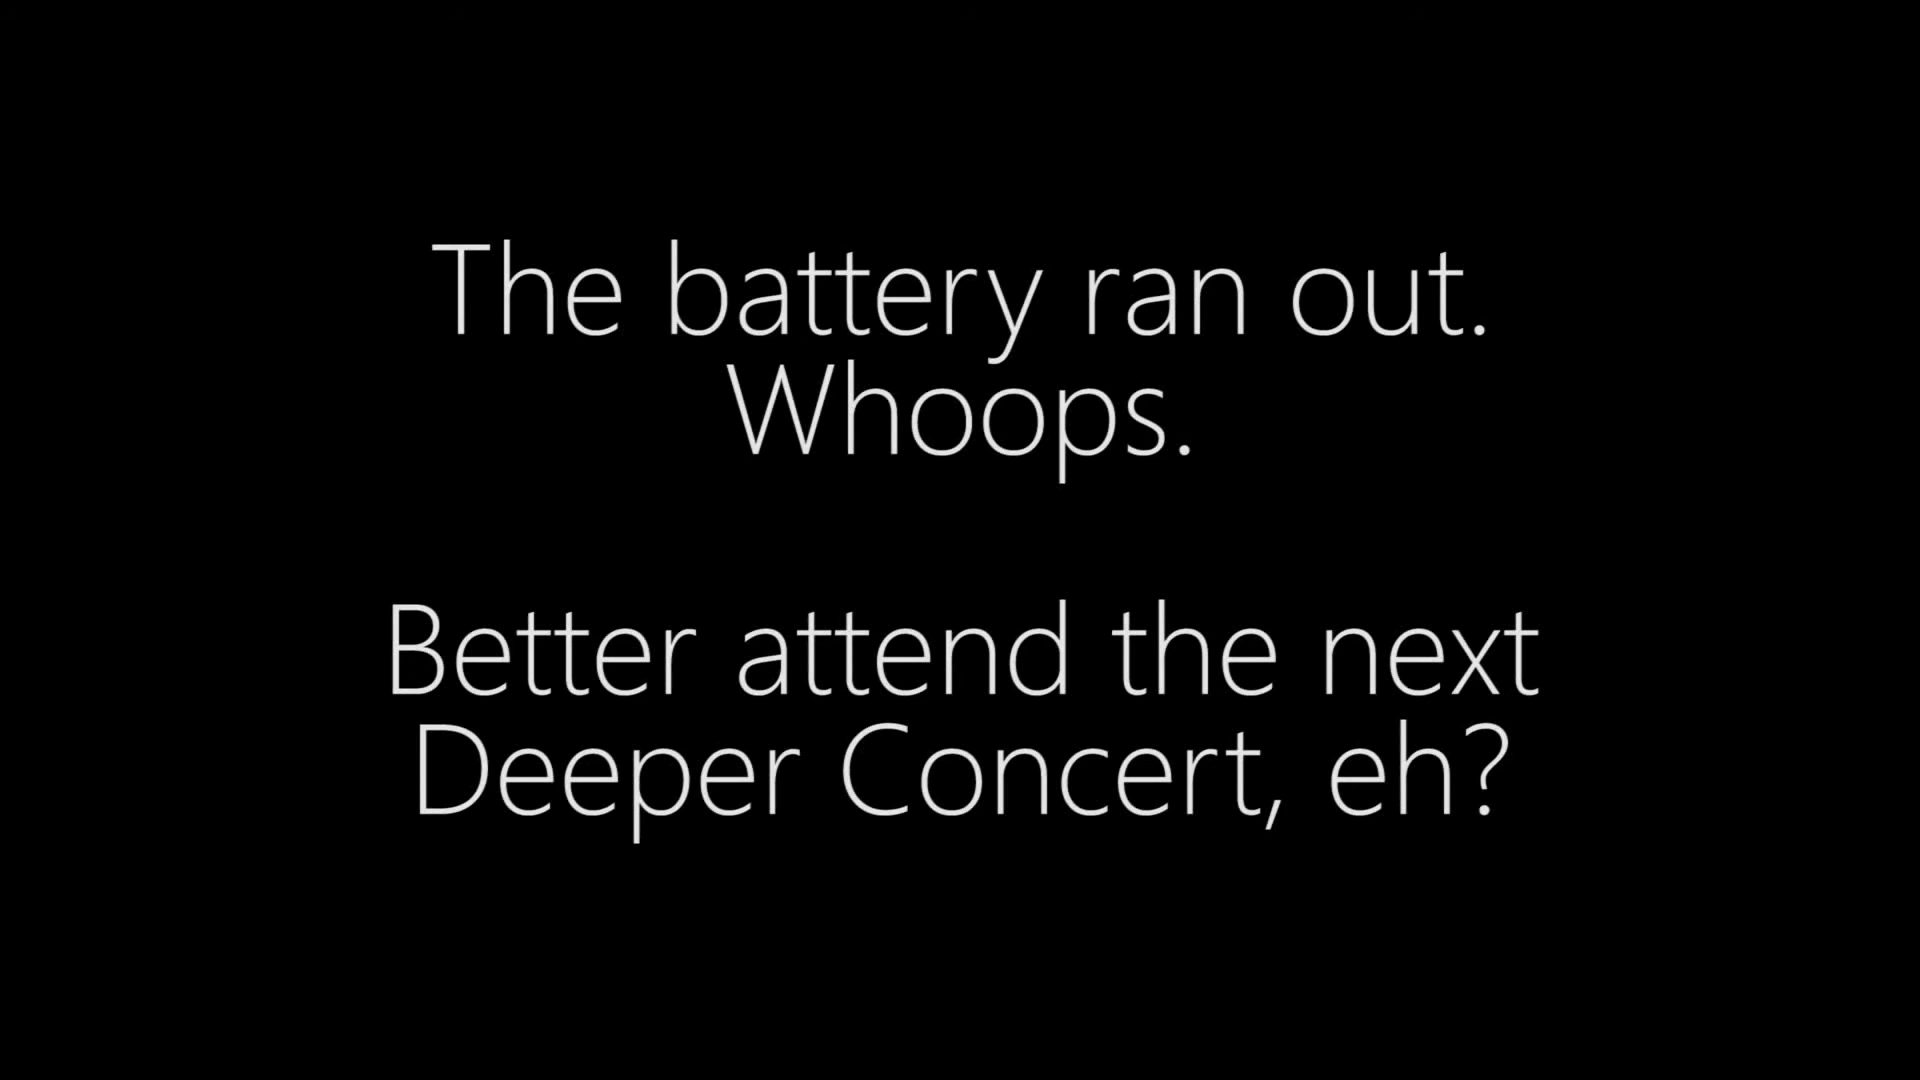 The battery ran out.
Whoops.
Better attend the next
Deeper Concert, eh?